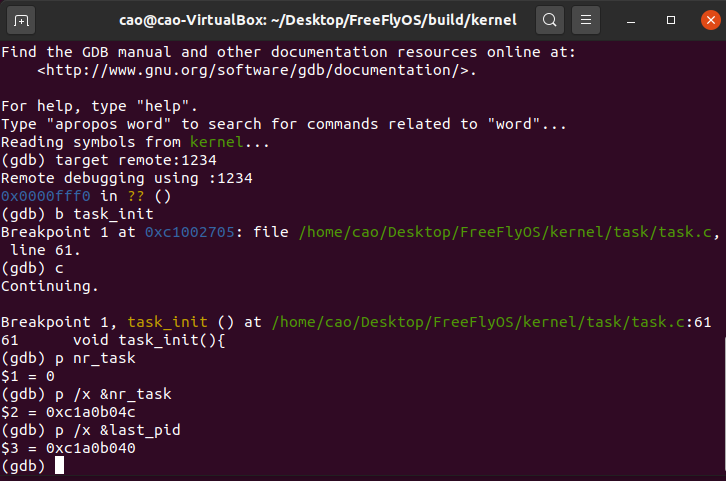 cao@cao-VirtualBox: ~/Desktop/FreeFlyOS/build/kernel
Find the GDB manual and other documentation resources online at:
    <http://www.gnu.org/software/gdb/documentation/>.

For help, type "help".
Type "apropos word" to search for commands related to "word"...
Reading symbols from kernel...
(gdb) target remote:1234
Remote debugging using :1234
0x0000fff0 in ?? ()
(gdb) b task_init
Breakpoint 1 at 0xc1002705: file /home/cao/Desktop/FreeFlyOS/kernel/task/task.c,
 line 61.
(gdb) c
Continuing.

Breakpoint 1, task_init () at /home/cao/Desktop/FreeFlyOS/kernel/task/task.c:61
61      void task_init(){
(gdb) p nr_task
$1 = 0
(gdb) p /x &nr_task
$2 = 0xc1a0b04c
(gdb) p /x &last_pid
$3 = 0xc1a0b040
(gdb)